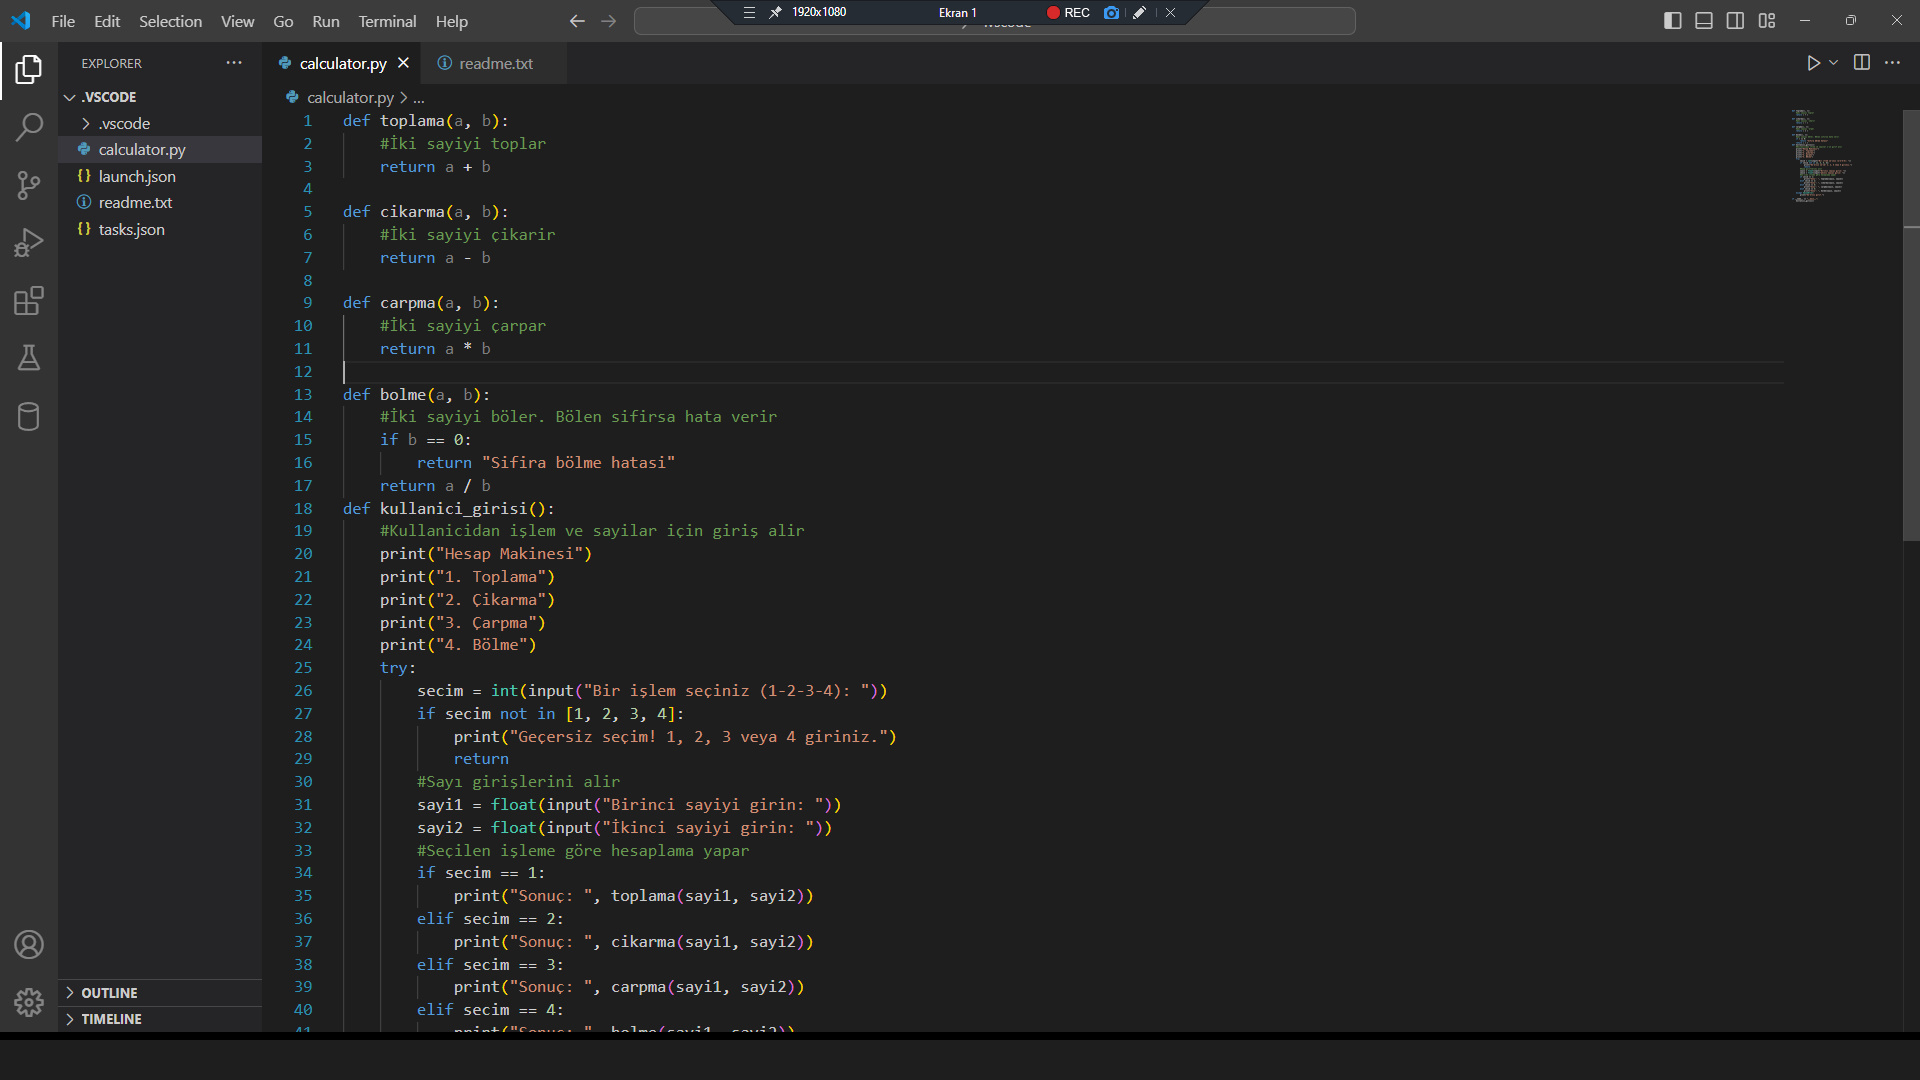 File Edit Selection View Go Run Terminal Help
1920x1080 Ekran 1 REC
EXPLORER
.VSCODE
.vscode
calculator.py
launch.json
readme.txt
tasks.json
OUTLINE
TIMELINE
calculator.py readme.txt
calculator.py > ...
1 def toplama(a, b):
2 #İki sayiyi toplar
3 return a + b
4
5 def cikarma(a, b):
6 #İki sayiyi çikarir
7 return a - b
8
9 def carpma(a, b):
10 #İki sayiyi çarpar
11 return a * b
12
13 def bolme(a, b):
14 #İki sayiyi böler. Bölen sifirsa hata verir
15 if b == 0:
16 return "Sifira bölme hatasi"
17 return a / b
18 def kullanici_girisi():
19 #Kullanicidan işlem ve sayilar için giriş alir
20 print("Hesap Makinesi")
21 print("1. Toplama")
22 print("2. Çikarma")
23 print("3. Çarpma")
24 print("4. Bölme")
25 try:
26 secim = int(input("Bir işlem seçiniz (1-2-3-4): "))
27 if secim not in [1, 2, 3, 4]:
28 print("Geçersiz seçim! 1, 2, 3 veya 4 giriniz.")
29 return
30 #Sayı girişlerini alir
31 sayi1 = float(input("Birinci sayiyi girin: "))
32 sayi2 = float(input("İkinci sayiyi girin: "))
33 #Seçilen işleme göre hesaplama yapar
34 if secim == 1:
35 print("Sonuç: ", toplama(sayi1, sayi2))
36 elif secim == 2:
37 print("Sonuç: ", cikarma(sayi1, sayi2))
38 elif secim == 3:
39 print("Sonuç: ", carpma(sayi1, sayi2))
40 elif secim == 4:
41 print("Sonuç: ", bolme(sayi1, sayi2))